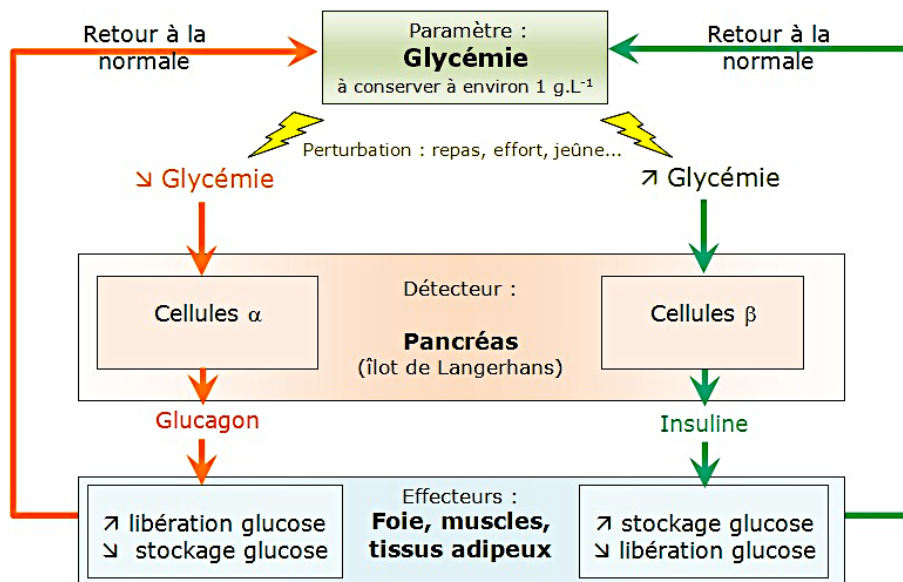 Retour à la
normale
Paramètre :
Glycémie
à conserver à environ 1 g.L⁻¹
Retour à la
normale
Perturbation : repas, effort, jeûne...
↘ Glycémie
↗ Glycémie
Détecteur :
Cellules α
Cellules β
Pancréas
(îlot de Langerhans)
Glucagon
Insuline
Effecteurs :
Foie, muscles,
tissus adipeux
↗ libération glucose
↘ stockage glucose
↗ stockage glucose
↘ libération glucose